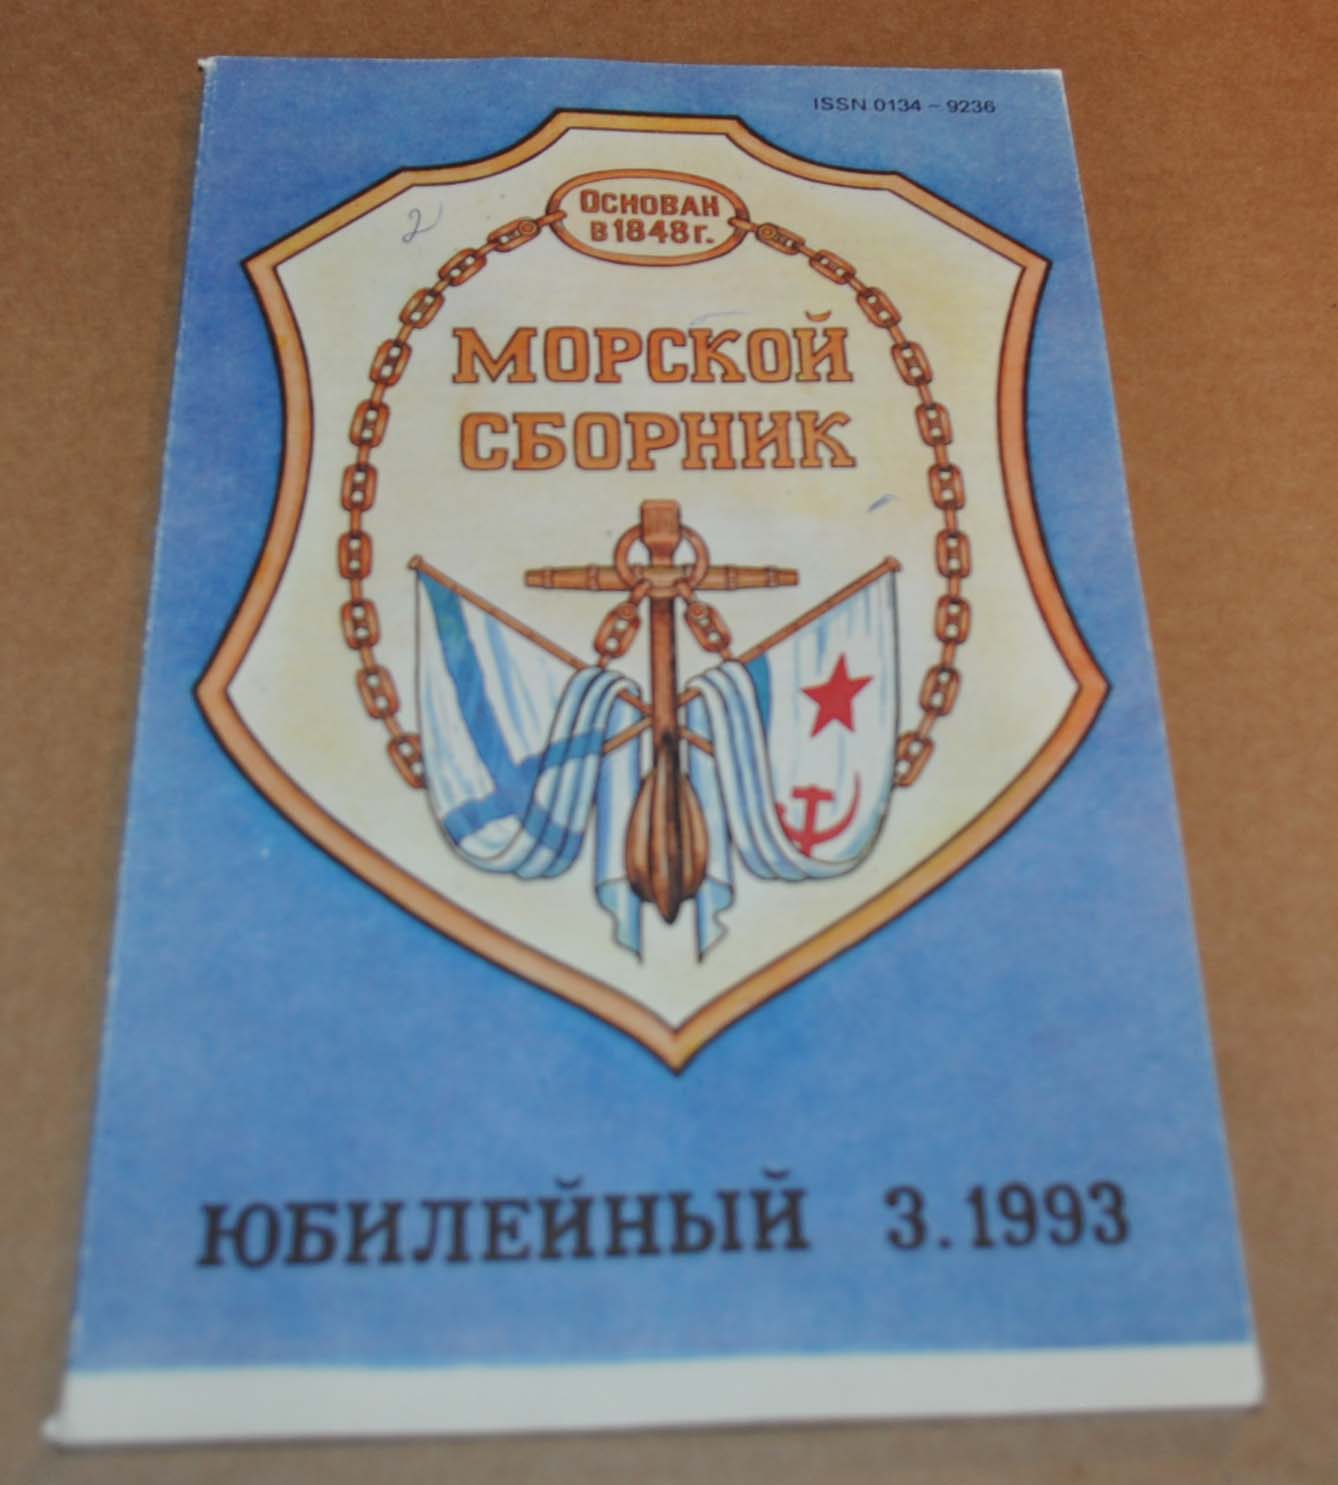 ISSN 0134-9236
2
ОСНОВАН
В 1848 г.
МОРСКОЙ
СБОРНИК
ЮБИЛЕЙНЫЙ 3.1993